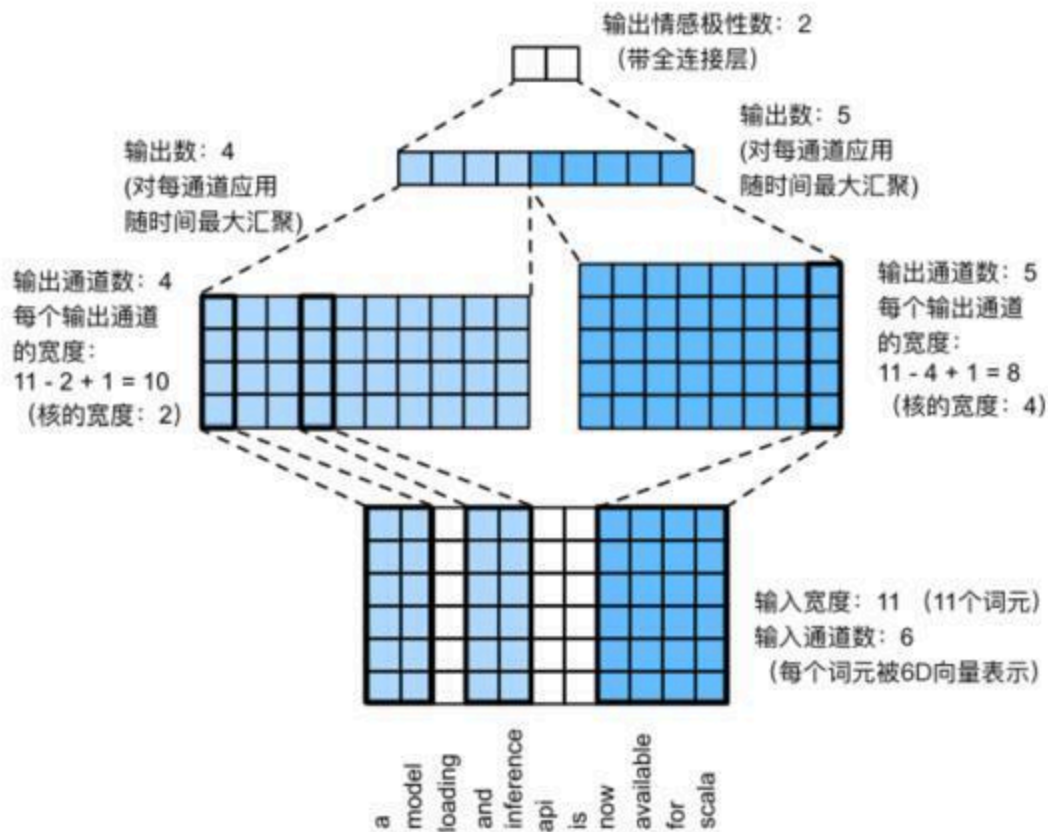 输出情感极性数：2
（带全连接层）
输出数：4
(对每通道应用
随时间最大汇聚)
输出数：5
(对每通道应用
随时间最大汇聚)
输出通道数：4
每个输出通道
的宽度：
11 - 2 + 1 = 10
（核的宽度：2）
输出通道数：5
每个输出通道
的宽度：
11 - 4 + 1 = 8
（核的宽度：4）
输入宽度：11 （11个词元）
输入通道数：6
（每个词元被6D向量表示）
a
model
loading
and
inference
api
is
now
available
for
scala